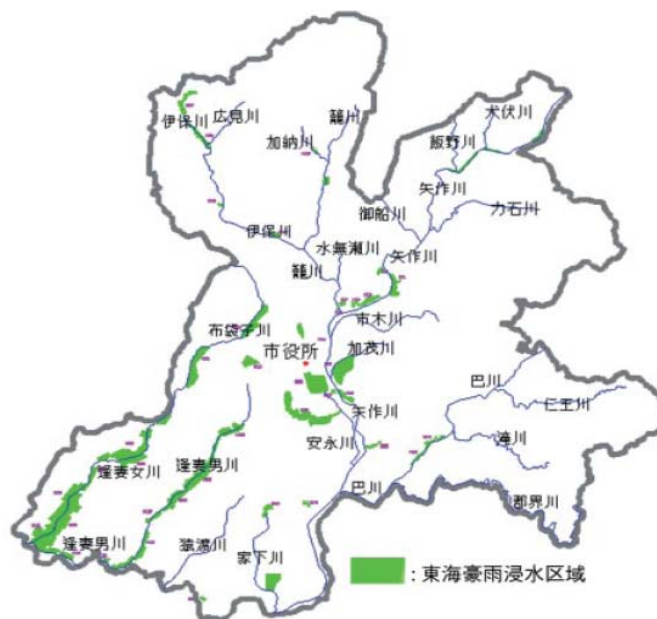 犬伏川
伊保川
広見川
籠川
加納川
飯野川
矢作川
御船川
力石川
伊保川
水無瀬川
矢作川
籠川
市木川
布袋子川
市役所
加茂川
巴川
仁王川
矢作川
安永川
滝川
逢妻女川
逢妻男川
巴川
郡界川
逢妻男川
猿渡川
家下川
:東海豪雨浸水区域